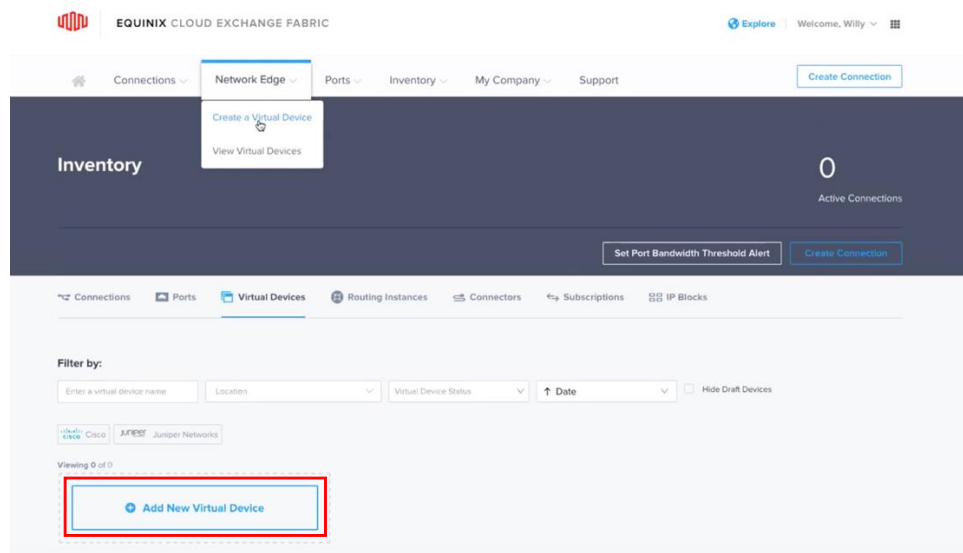 EQUINIX CLOUD EXCHANGE FABRIC
Explore Welcome, Willy
Connections Network Edge Ports Inventory My Company Support Create Connection
Create a Virtual Device
View Virtual Devices
Inventory
0
Active Connections
Set Port Bandwidth Threshold Alert Create Connection
Connections Ports Virtual Devices Routing Instances Connectors Subscriptions IP Blocks
Filter by:
Enter a virtual device name Location Virtual Device Status Date Hide Draft Devices
CISCO Cisco JUNIPER Juniper Networks
Viewing 0 of 0
Add New Virtual Device